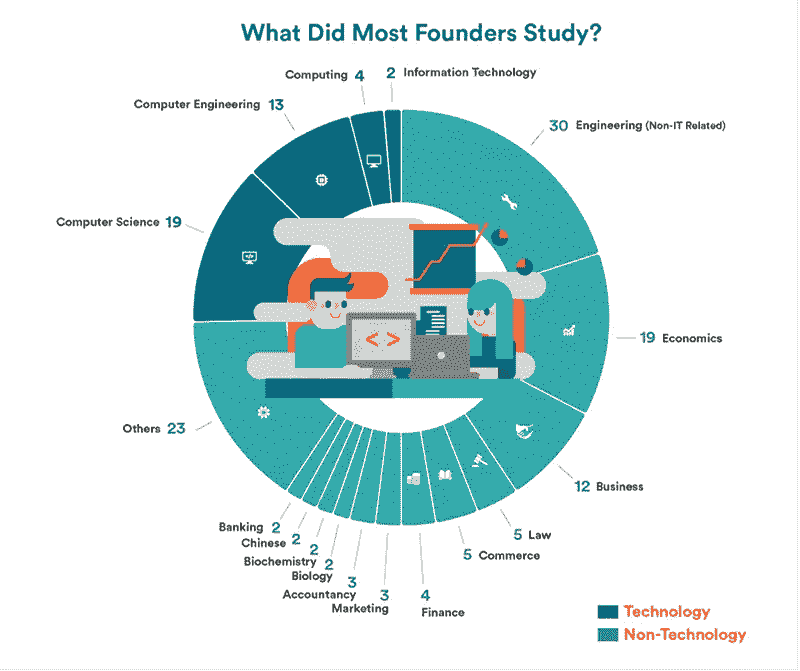 What Did Most Founders Study?
Computing 4
2 Information Technology
Computer Engineering 13
30 Engineering (Non-IT Related)
Computer Science 19
</>
< >
19 Economics
Others 23
12 Business
Banking 2
5 Law
Chinese 2
5 Commerce
Biochemistry 2
Biology 2
Accountancy 3
Marketing 3
4
Finance
Technology
Non-Technology